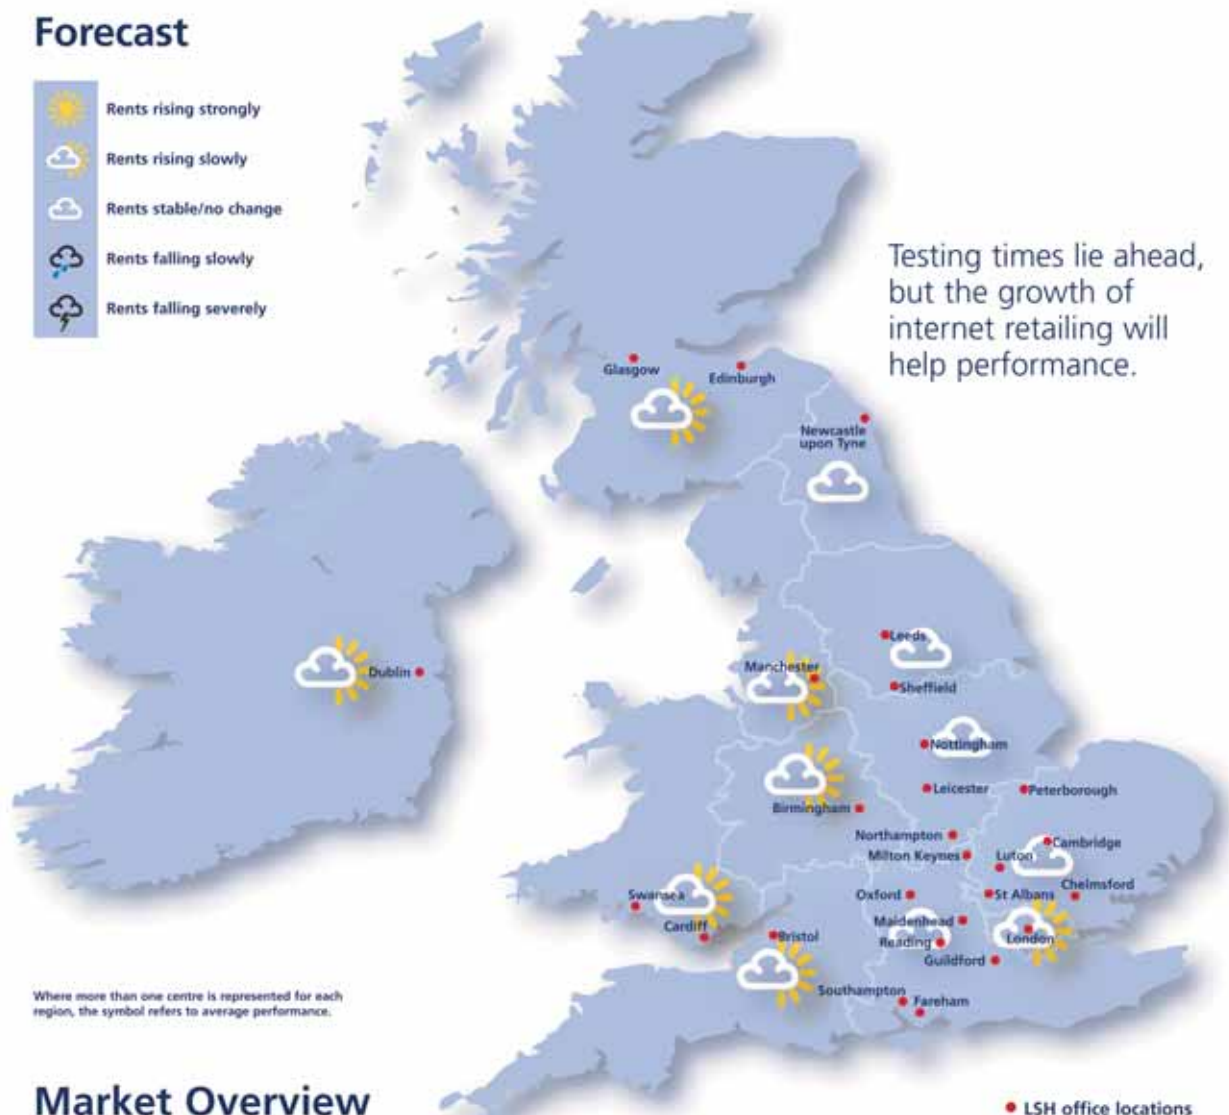 Forecast
Rents rising strongly
Rents rising slowly
Rents stable/no change
Rents falling slowly
Rents falling severely
Testing times lie ahead,
but the growth of
internet retailing will
help performance.
Glasgow
Edinburgh
Newcastle
upon Tyne
Leeds
Dublin
Manchester
Sheffield
Nottingham
Leicester
Peterborough
Birmingham
Northampton
Cambridge
Milton Keynes
Luton
Chelmsford
Swansea
Oxford
St Albans
Cardiff
Maidenhead
Bristol
Reading
London
Guildford
Southampton
Fareham
Where more than one centre is represented for each
region, the symbol refers to average performance.
Market Overview
LSH office locations